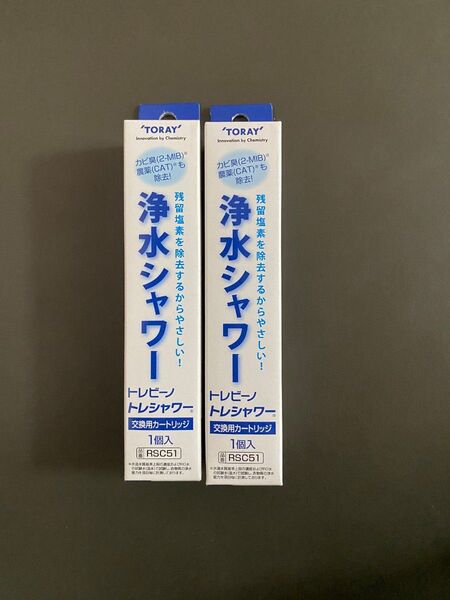 'TORAY'
Innovation by Chemistry
カビ臭(2-MIB)※
農薬(CAT)※も
除去!
残留塩素を除去するからやさしい!
浄水シャワー
トレビーノ
トレシャワー®
交換用カートリッジ
1個入
品番 RSC51
'TORAY'
Innovation by Chemistry
カビ臭(2-MIB)※
農薬(CAT)※も
除去!
残留塩素を除去するからやさしい!
浄水シャワー
トレビーノ
トレシャワー®
交換用カートリッジ
1個入
品番 RSC51